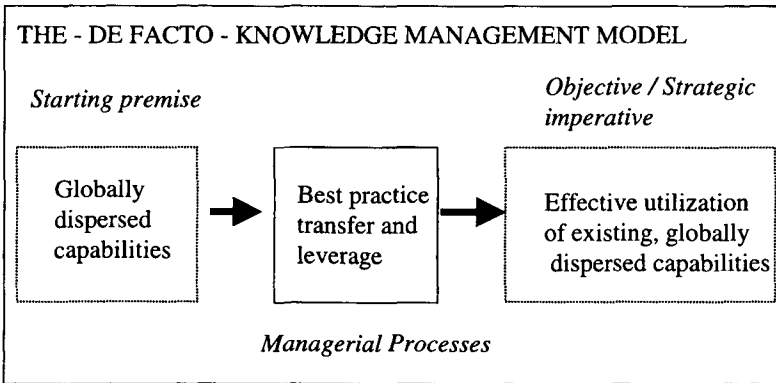 THE - DE FACTO - KNOWLEDGE MANAGEMENT MODEL
Starting premise
Objective / Strategic
imperative
Globally
dispersed
capabilities
Best practice
transfer and
leverage
Effective utilization
of existing, globally
dispersed capabilities
Managerial Processes